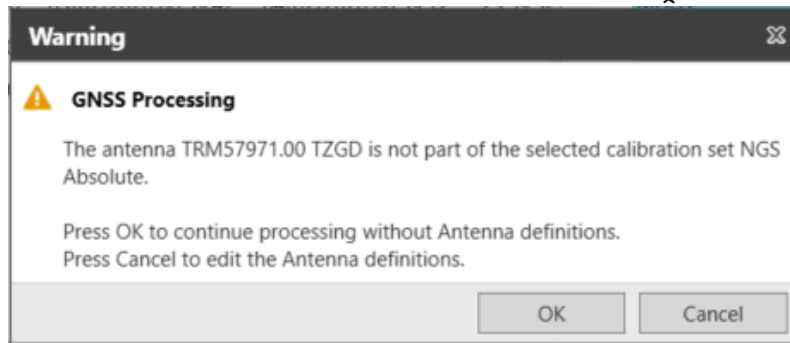 Warning
GNSS Processing
The antenna TRM57971.00 TZGD is not part of the selected calibration set NGS
Absolute.
Press OK to continue processing without Antenna definitions.
Press Cancel to edit the Antenna definitions.
OK Cancel